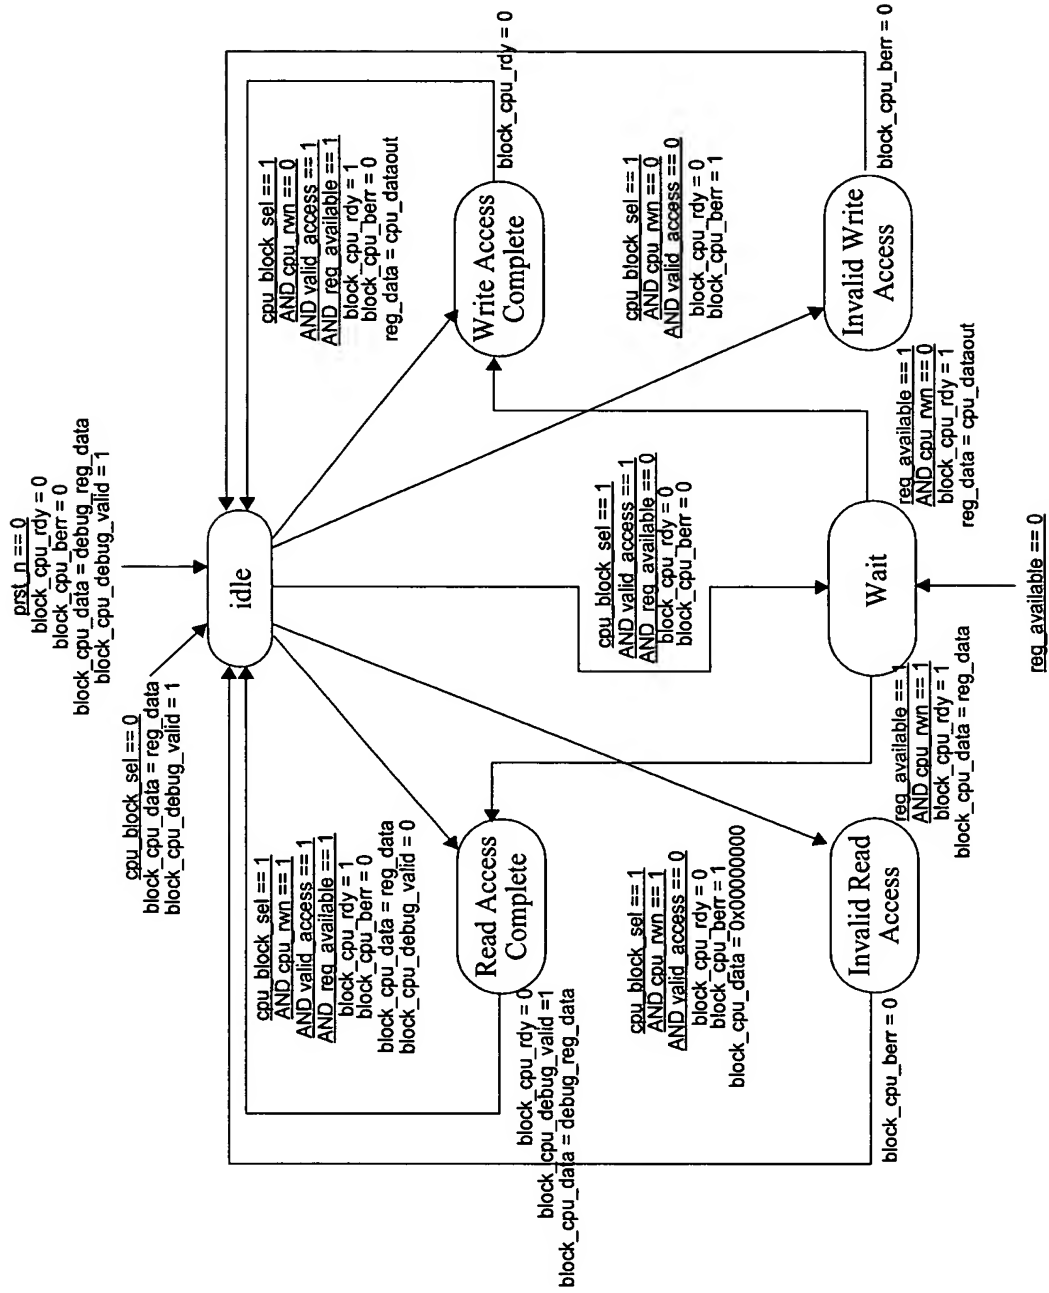 prst_n == 0
block_cpu_rdy = 0
block_cpu_berr = 0
block_cpu_data = debug_reg_data
block_cpu_debug_valid = 1
cpu_block_sel == 0
block_cpu_data = reg_data
block_cpu_debug_valid = 1
idle
cpu_block_sel == 1
AND cpu_rwn == 1
AND valid_access == 1
AND reg_available == 1
block_cpu_rdy = 1
block_cpu_berr = 0
block_cpu_data = reg_data
block_cpu_debug_valid = 0
cpu_block_sel == 1
AND valid_access == 1
AND reg_available == 0
block_cpu_rdy = 0
block_cpu_berr = 0
cpu_block_sel == 1
AND cpu_rwn == 0
AND valid_access == 1
AND reg_available == 1
block_cpu_rdy = 1
block_cpu_berr = 0
reg_data = cpu_dataout
Read Access
Complete
block_cpu_rdy = 0
block_cpu_debug_valid =1
block_cpu_data = debug_reg_data
Write Access
Complete
block_cpu_rdy = 0
cpu_block_sel == 1
AND cpu_rwn == 1
AND valid_access == 0
block_cpu_rdy = 0
block_cpu_berr = 1
block_cpu_data = 0x00000000
cpu_block_sel == 1
AND cpu_rwn == 0
AND valid_access == 0
block_cpu_rdy = 0
block_cpu_berr = 1
Invalid Read
Access
block_cpu_berr = 0
reg_available == 1
AND cpu_rwn == 1
block_cpu_rdy = 1
block_cpu_data = reg_data
Wait
reg_available == 1
AND cpu_rwn == 0
block_cpu_rdy = 1
reg_data = cpu_dataout
Invalid Write
Access
block_cpu_berr = 0
reg_available == 0